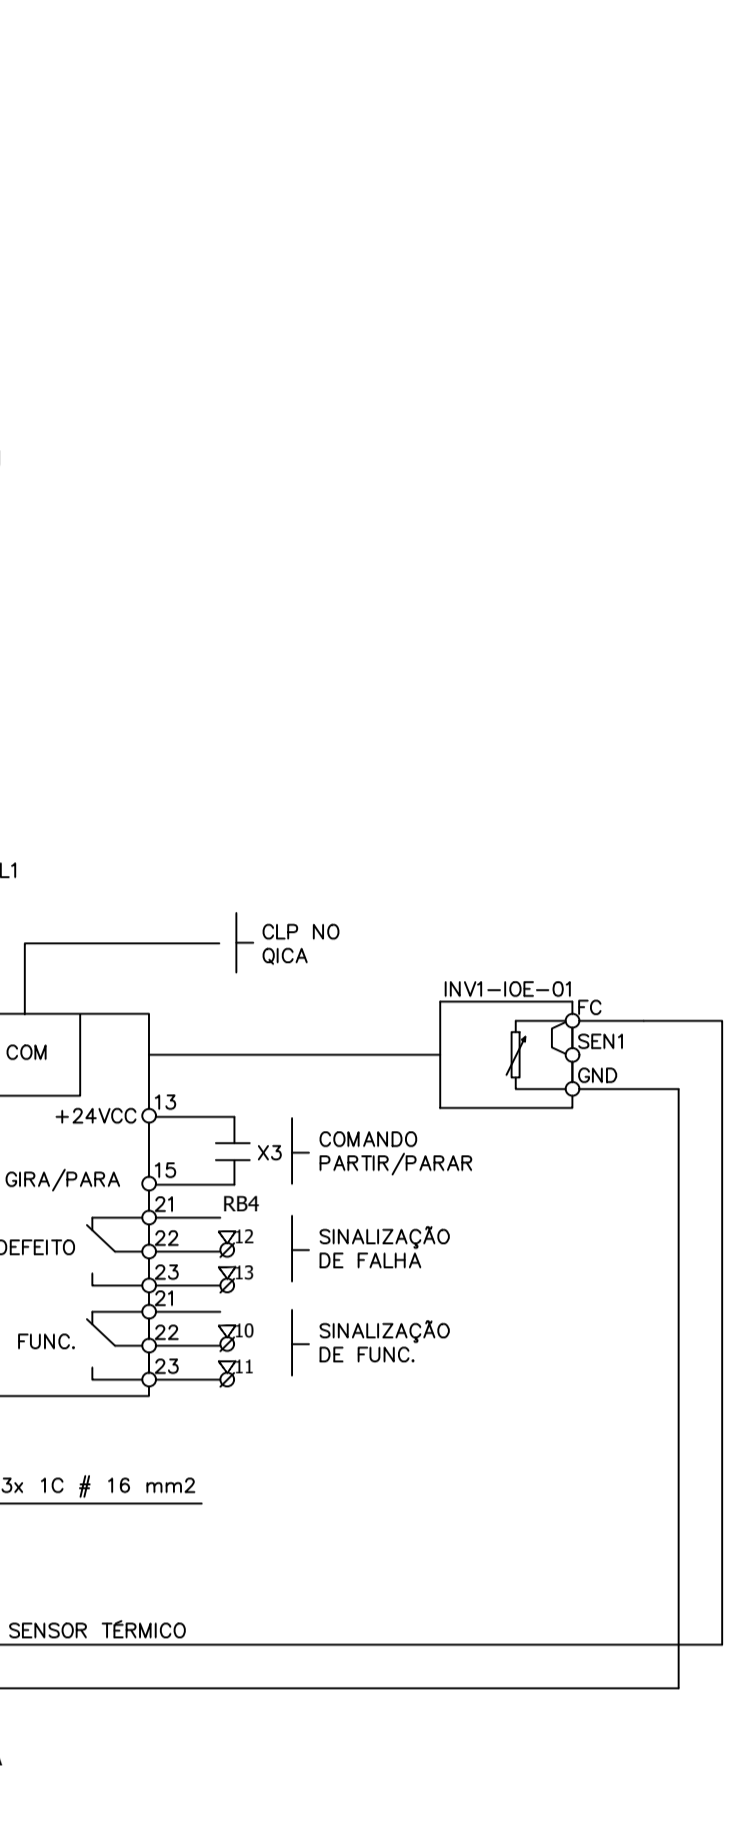 L1
CLP NO
QICA
INV1-IOE-01
FC
COM
SEN1
GND
13
+24VCC
X3
COMANDO
PARTIR/PARAR
15
GIRA/PARA
21
RB4
22
12
SINALIZAÇÃO
DE FALHA
DEFEITO
23
13
21
22
10
SINALIZAÇÃO
DE FUNC.
FUNC.
23
11
3x 1C # 16 mm2
SENSOR TÉRMICO